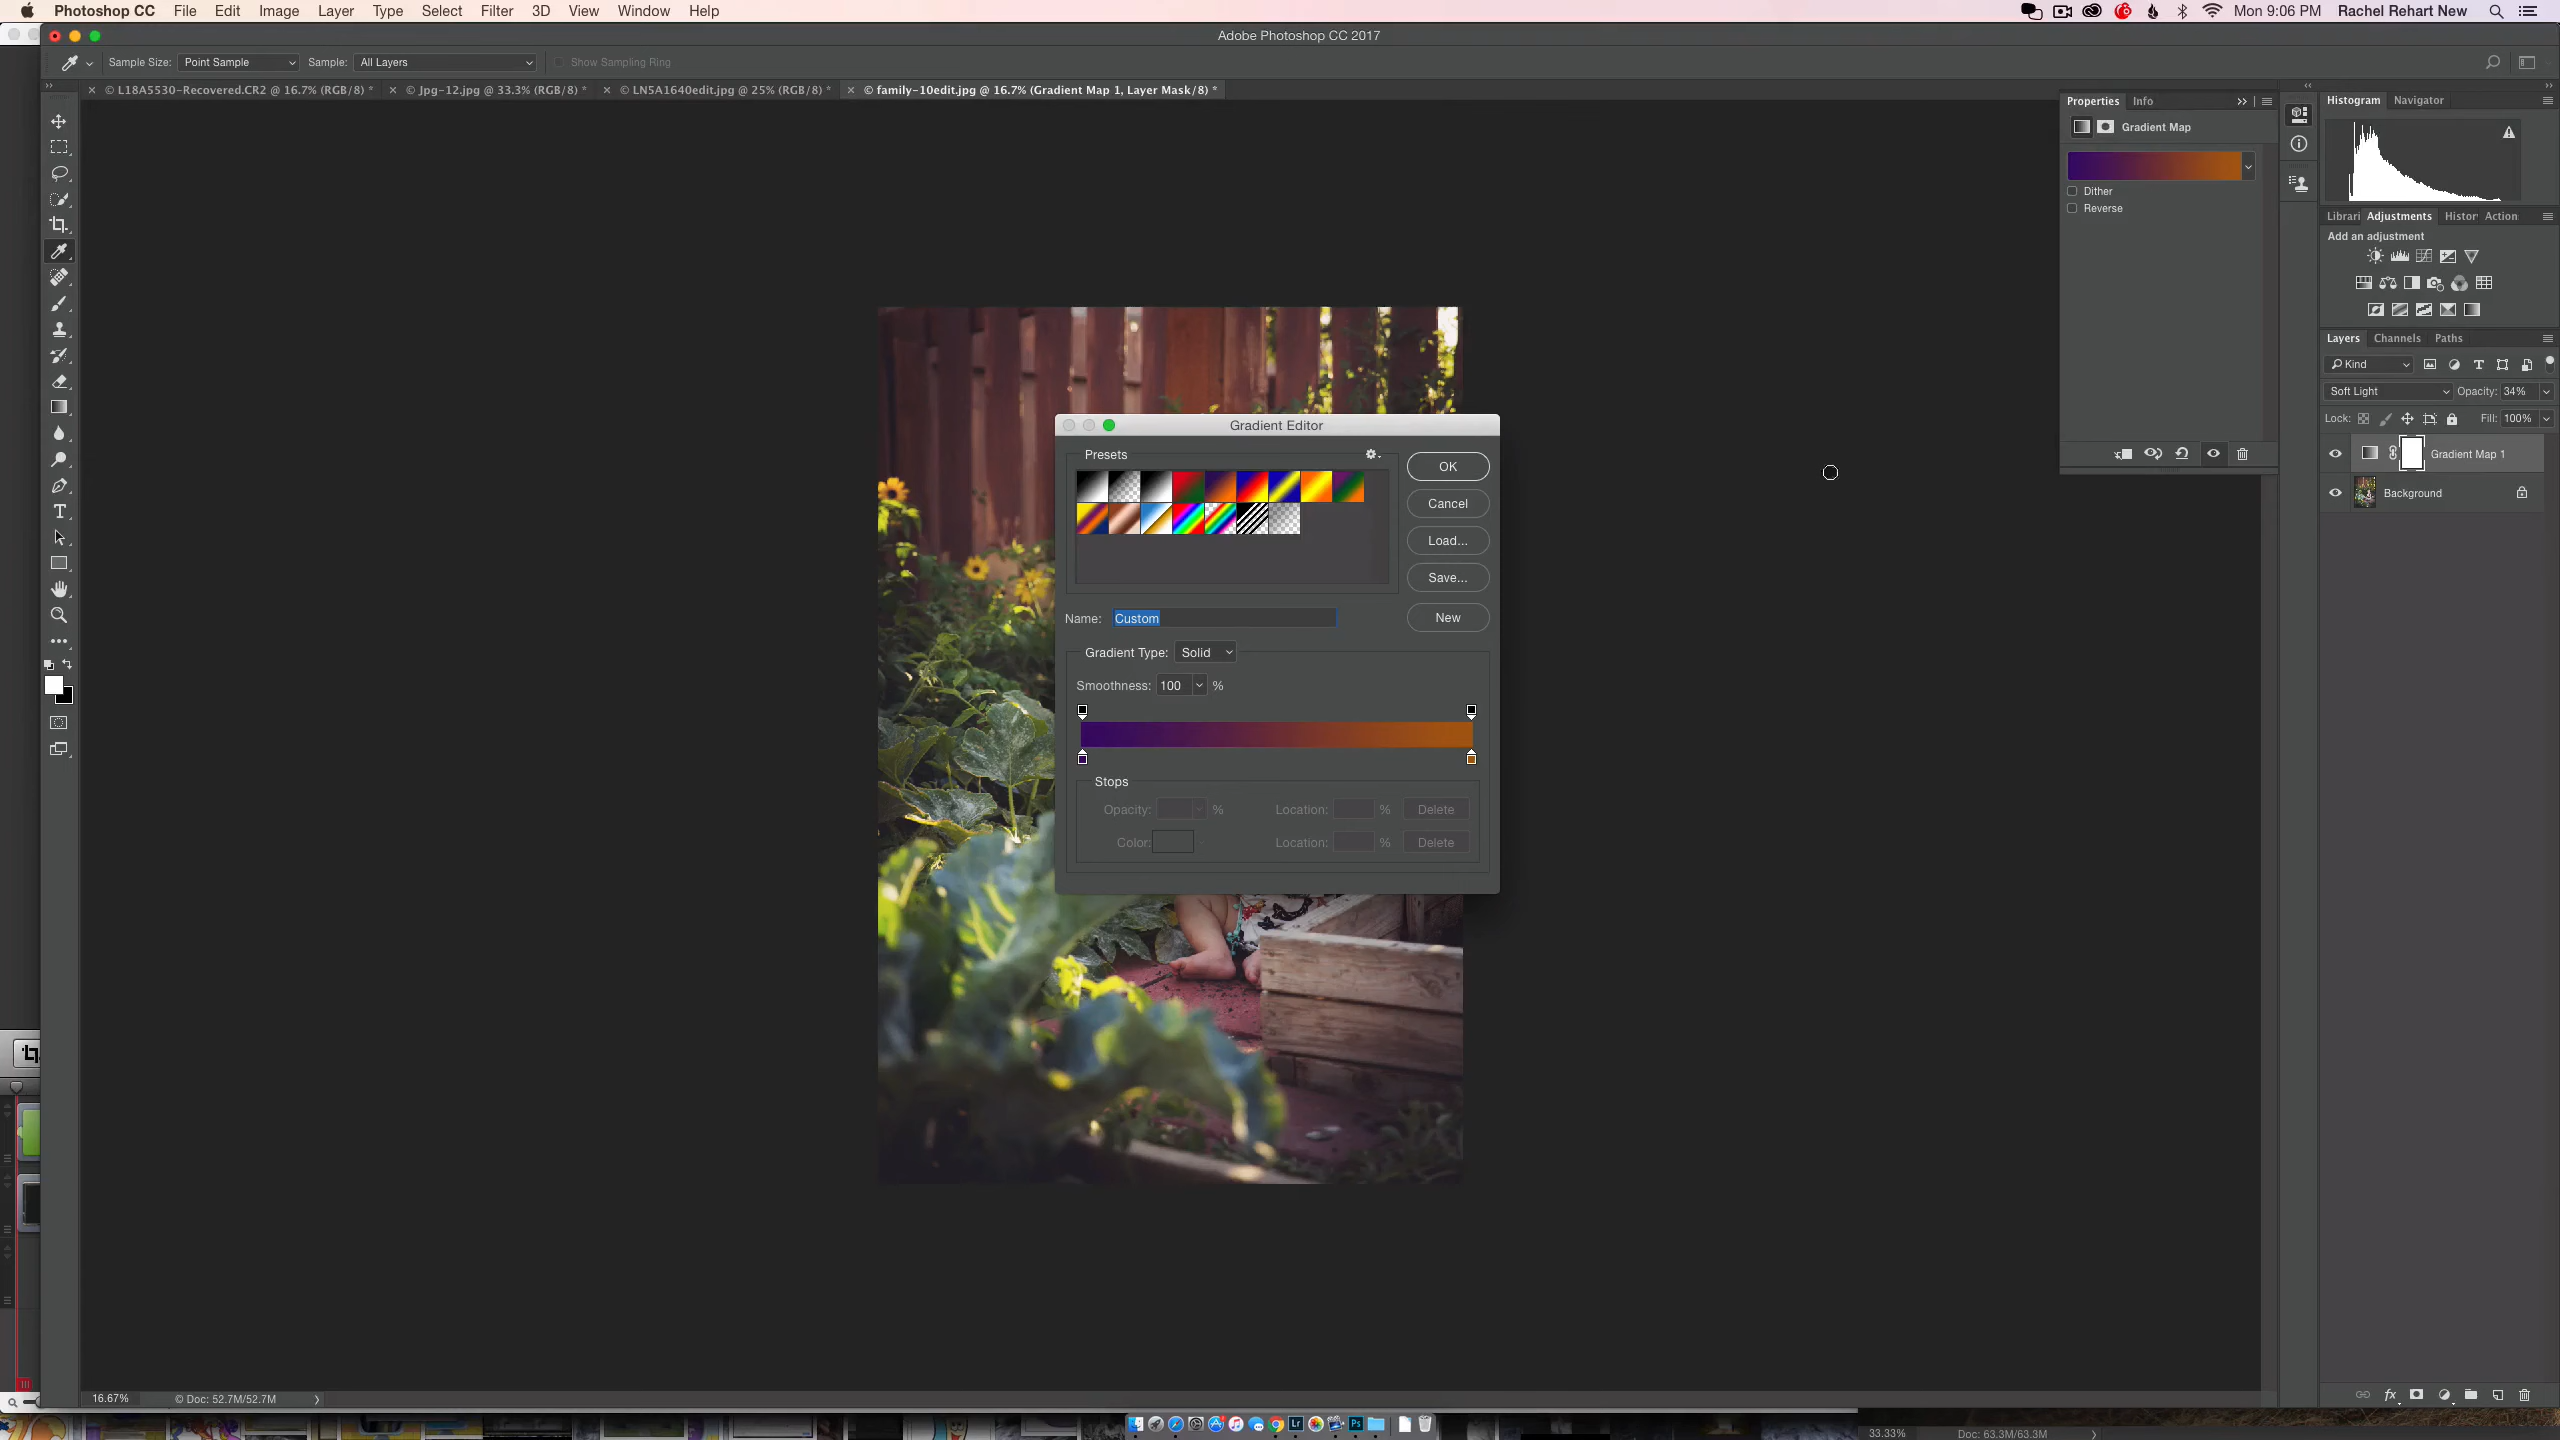 Photoshop CC File Edit Image Layer Type Select Filter 3D View Window Help Mon 9:06 PM Rachel Rehart New
Adobe Photoshop CC 2017
Sample Size: Point Sample Sample: All Layers Show Sampling Ring
© L18A5530-Recovered.CR2 @ 16.7% (RGB/8) * © Jpg-12.jpg @ 33.3% (RGB/8) * © LN5A1640edit.jpg @ 25% (RGB/8) * © family-10edit.jpg @ 16.7% (Gradient Map 1, Layer Mask/8) *
Properties Info
Gradient Map
Dither
Reverse
Histogram Navigator
Librari Adjustments Histor Action
Add an adjustment
Layers Channels Paths
Kind
Soft Light Opacity: 34%
Lock: Fill: 100%
Gradient Map 1
Background
Gradient Editor
Presets
OK
Cancel
Load...
Save...
Name: Custom New
Gradient Type: Solid
Smoothness: 100 %
Stops
Opacity: % Location: % Delete
Color: Location: % Delete
16.67% © Doc: 52.7M/52.7M
33.33% Doc: 63.3M/63.3M